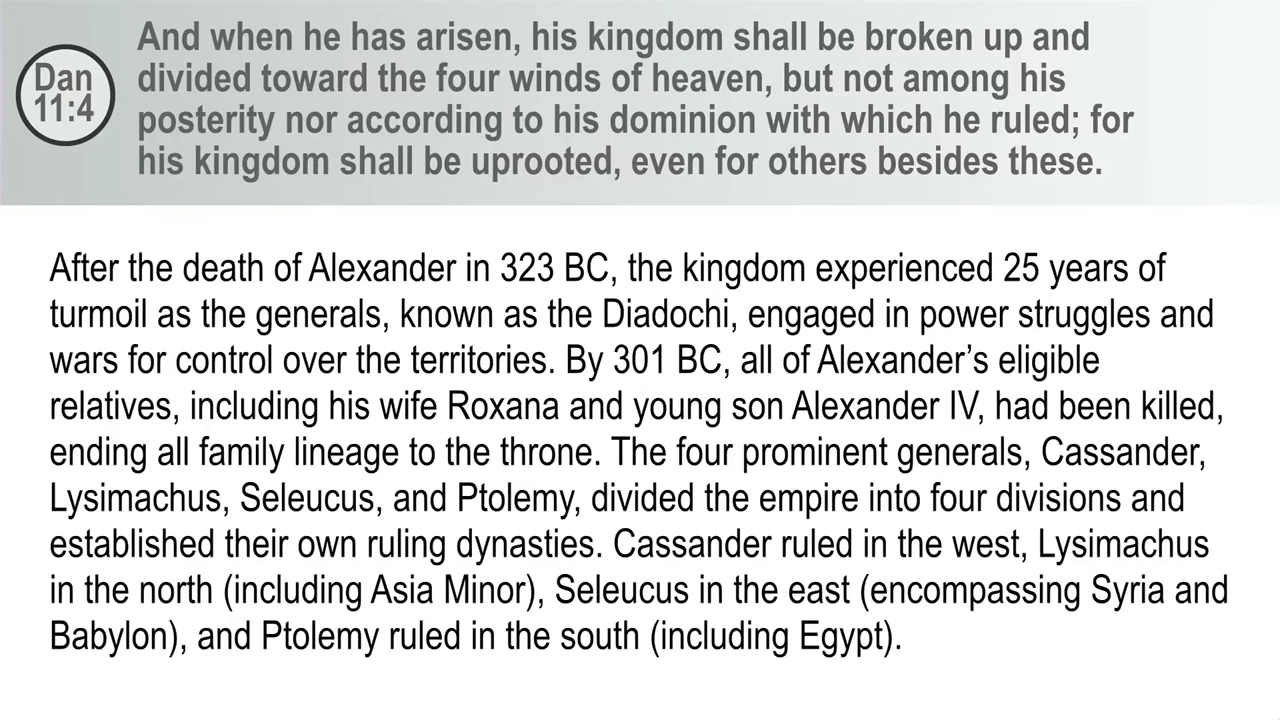 Dan
11:4
And when he has arisen, his kingdom shall be broken up and
divided toward the four winds of heaven, but not among his
posterity nor according to his dominion with which he ruled; for
his kingdom shall be uprooted, even for others besides these.
After the death of Alexander in 323 BC, the kingdom experienced 25 years of
turmoil as the generals, known as the Diadochi, engaged in power struggles and
wars for control over the territories. By 301 BC, all of Alexander’s eligible
relatives, including his wife Roxana and young son Alexander IV, had been killed,
ending all family lineage to the throne. The four prominent generals, Cassander,
Lysimachus, Seleucus, and Ptolemy, divided the empire into four divisions and
established their own ruling dynasties. Cassander ruled in the west, Lysimachus
in the north (including Asia Minor), Seleucus in the east (encompassing Syria and
Babylon), and Ptolemy ruled in the south (including Egypt).